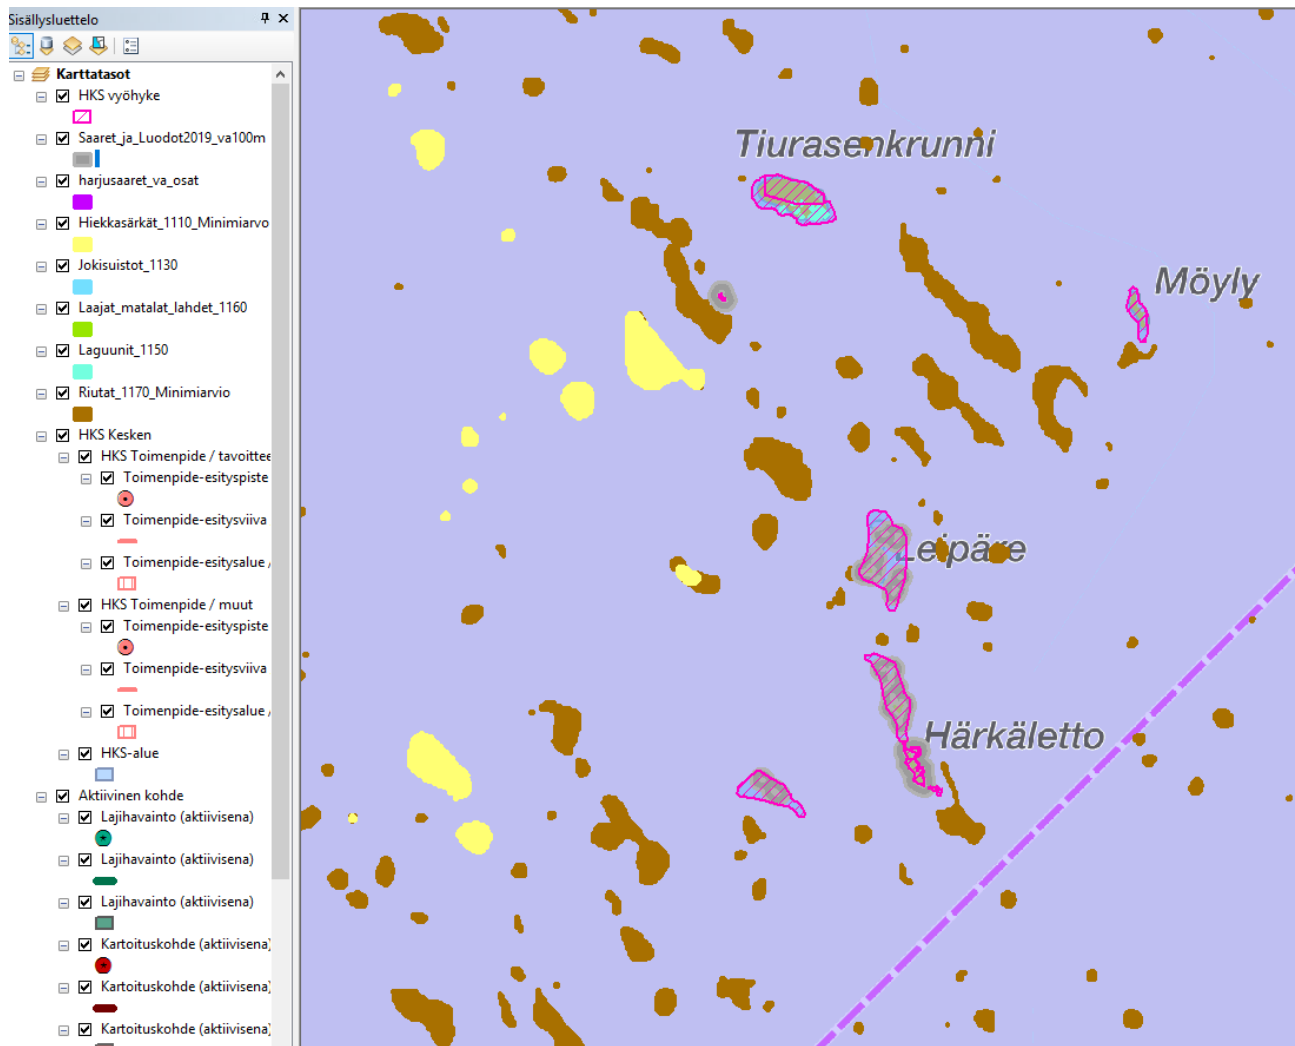 Sisällysluettelo
Karttatasot
HKS vyöhyke
Saaret_ja_Luodot2019_va100m
harjusaaret_va_osat
Hiekkasärkät_1110_Minimiarvo
Jokisuistot_1130
Laajat_matalat_lahdet_1160
Laguunit_1150
Riutat_1170_Minimiarvio
HKS Kesken
HKS Toimenpide / tavoittee
Toimenpide-esityspiste
Toimenpide-esitysviiva
Toimenpide-esitysalue /
HKS Toimenpide / muut
Toimenpide-esityspiste
Toimenpide-esitysviiva
Toimenpide-esitysalue /
HKS-alue
Aktiivinen kohde
Lajihavainto (aktiivisena)
Lajihavainto (aktiivisena)
Lajihavainto (aktiivisena)
Kartoituskohde (aktiivisena)
Kartoituskohde (aktiivisena)
Kartoituskohde (aktiivisena)
Tiurasenkrunni
Möyly
Leipäre
Härkäletto